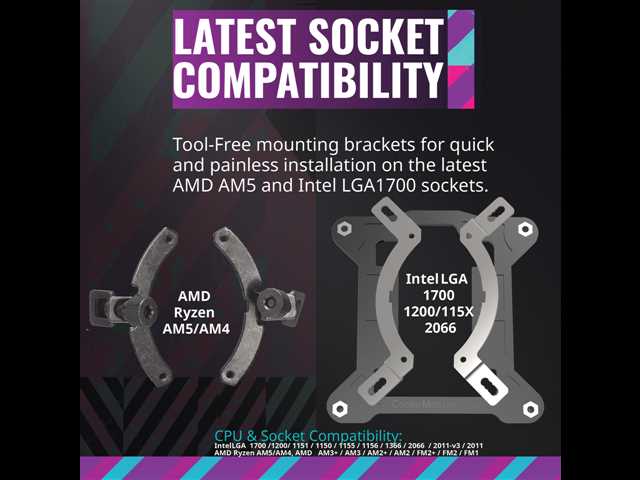 LATEST SOCKET
COMPATIBILITY
Tool-Free mounting brackets for quick
and painless installation on the latest
AMD AM5 and Intel LGA1700 sockets.
AMD
Ryzen
AM5/AM4
Intel LGA
1700
1200/115X
2066
Cooler Master
CPU & Socket Compatibility:
IntelLGA 1700 /1200/ 1151 / 1150 / 1155 / 1156 / 1366 / 2066 / 2011-v3 / 2011
AMD Ryzen AM5/AM4, AMD AM3+ / AM3 / AM2+ / AM2 / FM2+ / FM2 / FM1